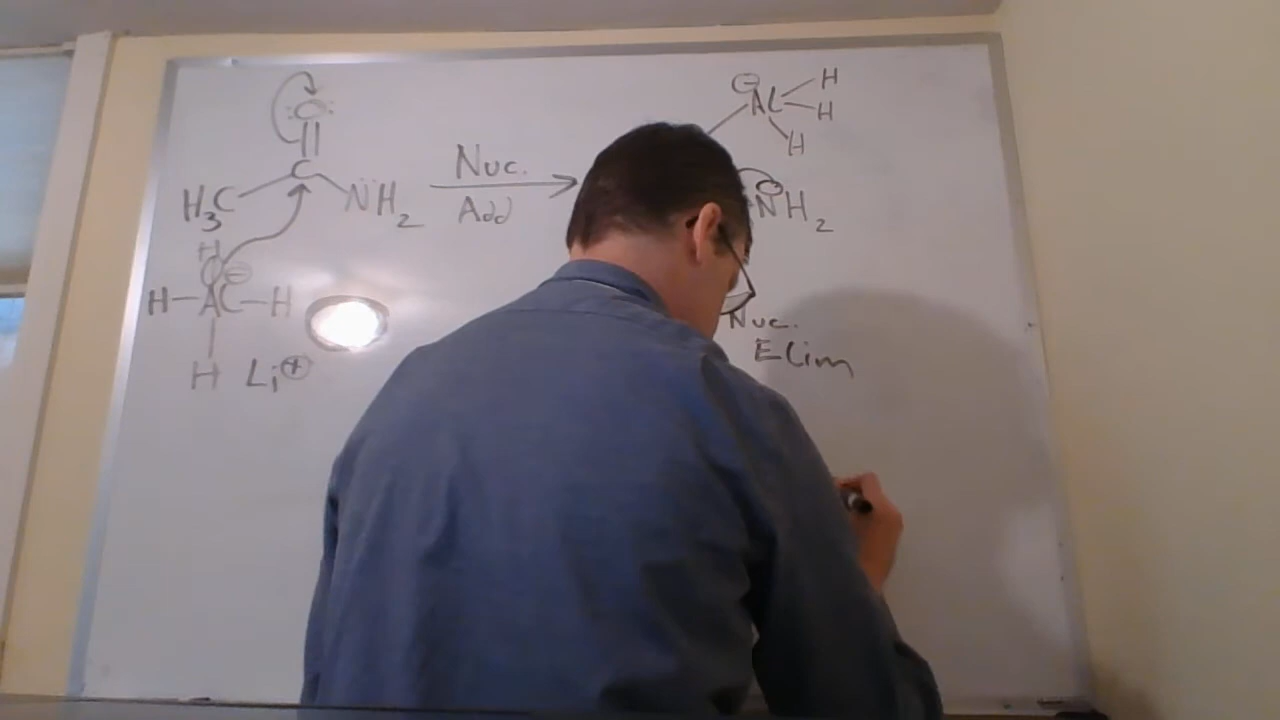 O
C
H₃C NH₂
H
H–Al–H
H Li⊕
Nuc.
Add
⊖
Al H
H
H
NH₂
Nuc.
Elim